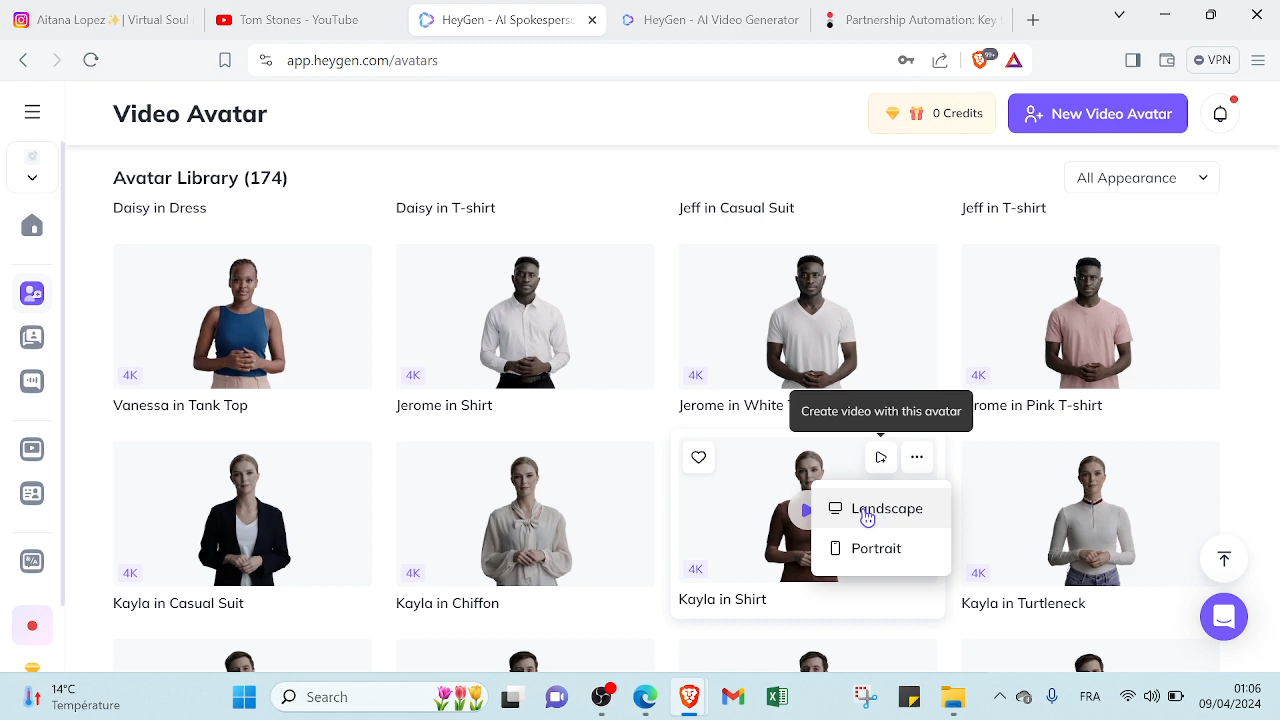 Aitana Lopez✨| Virtual Soul
Tom Stories - YouTube
HeyGen - AI Spokespersc
HeyGen - AI Video Generator
Partnership Automation: Key t
app.heygen.com/avatars
99+
VPN
Video Avatar
0 Credits
New Video Avatar
Avatar Library (174)
All Appearance
Daisy in Dress
Daisy in T-shirt
Jeff in Casual Suit
Jeff in T-shirt
4K
4K
4K
4K
Vanessa in Tank Top
Jerome in Shirt
Jerome in White T
rome in Pink T-shirt
Create video with this avatar
Landscape
Portrait
4K
4K
4K
4K
Kayla in Casual Suit
Kayla in Chiffon
Kayla in Shirt
Kayla in Turtleneck
14°C
Température
Search
FRA
01:06
09/04/2024